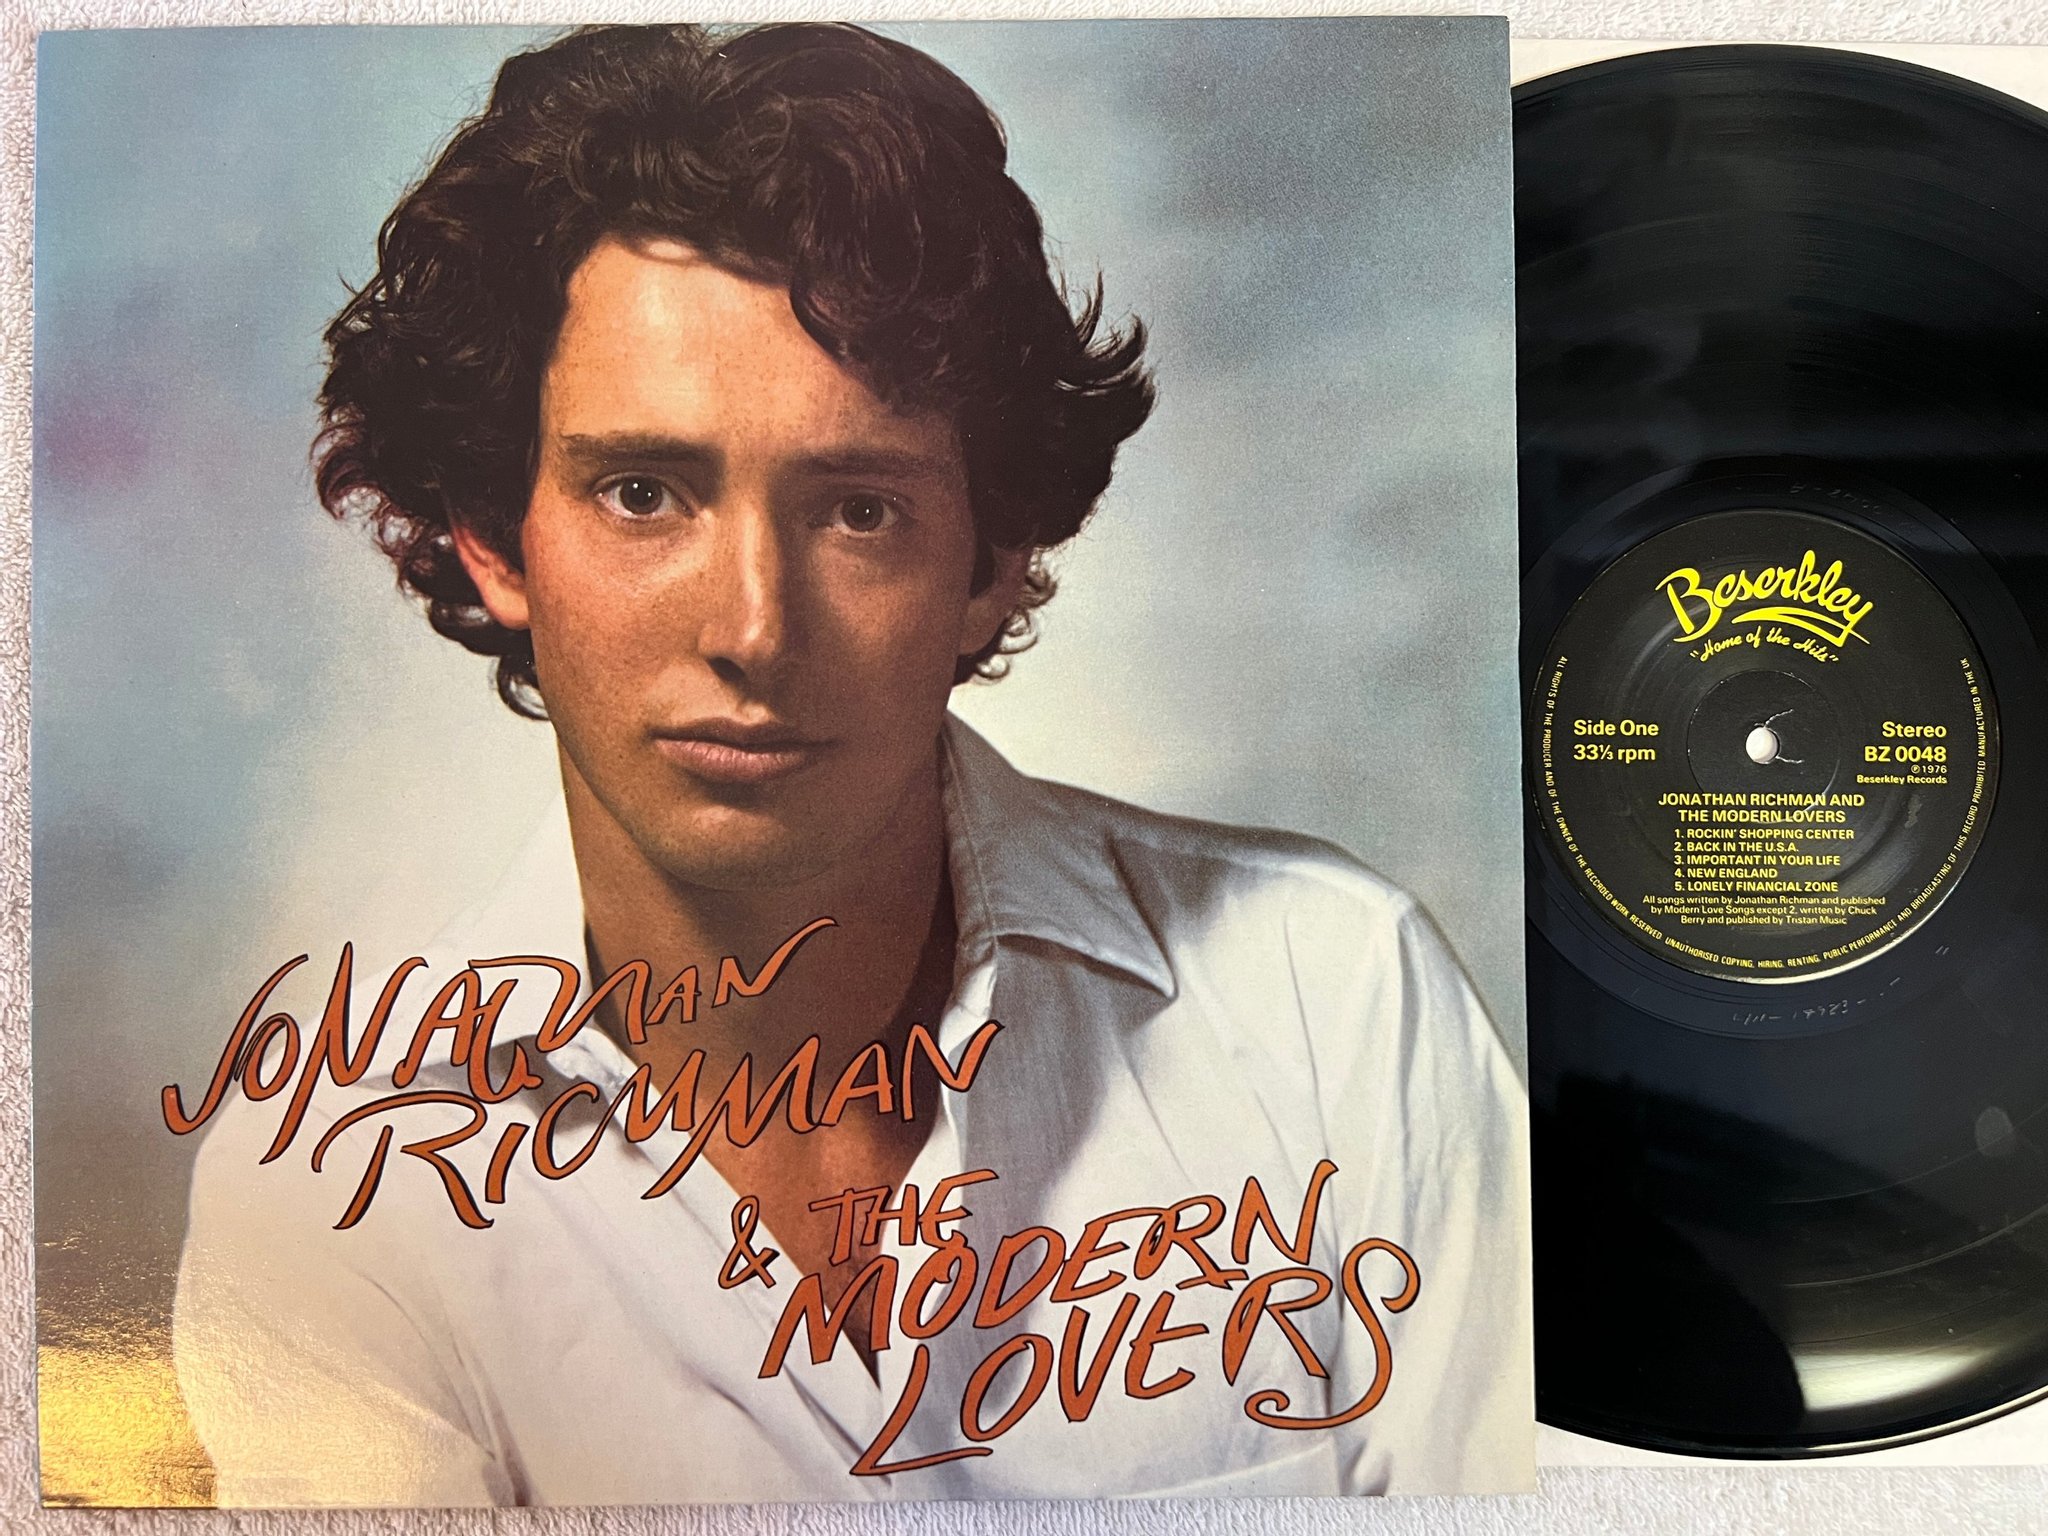 JONATHAN
RICHMAN
& THE
MODERN
LOVERS
Beserkley
"Home of the Hits"
Side One
33⅓ rpm
Stereo
BZ 0048
℗ 1976
Beserkley Records
JONATHAN RICHMAN AND
THE MODERN LOVERS
1. ROCKIN' SHOPPING CENTER
2. BACK IN THE U.S.A.
3. IMPORTANT IN YOUR LIFE
4. NEW ENGLAND
5. LONELY FINANCIAL ZONE
All songs written by Jonathan Richman and published
by Modern Love Songs except 2, written by Chuck
Berry and published by Tristan Music
ALL RIGHTS OF THE PRODUCER AND OF THE OWNER OF THE RECORDED WORK RESERVED. UNAUTHORISED COPYING, HIRING, RENTING, PUBLIC PERFORMANCE AND BROADCASTING OF THIS RECORD PROHIBITED MANUFACTURED IN THE UK